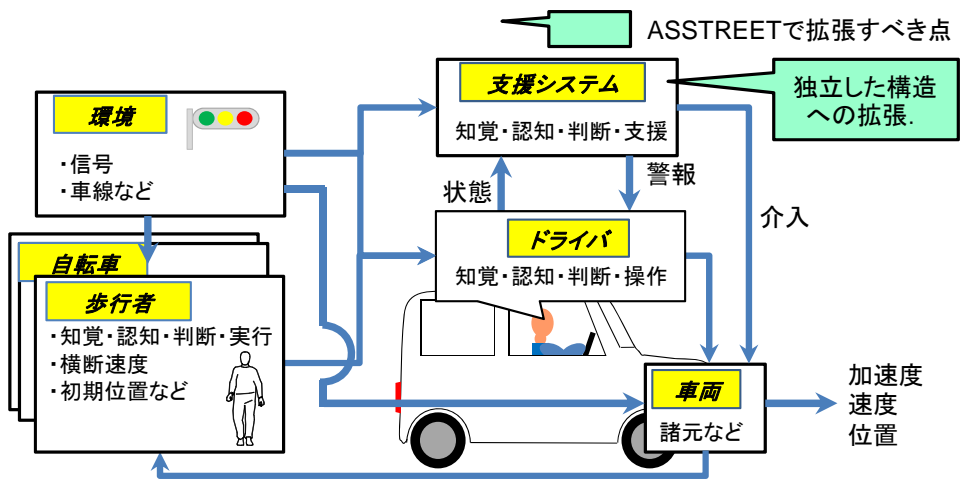 ASSTREETで拡張すべき点
支援システム
知覚・認知・判断・支援
独立した構造
への拡張.
環境
・信号
・車線など
状態
警報
介入
ドライバ
知覚・認知・判断・操作
自転車
歩行者
・知覚・認知・判断・実行
・横断速度
・初期位置など
車両
諸元など
加速度
速度
位置